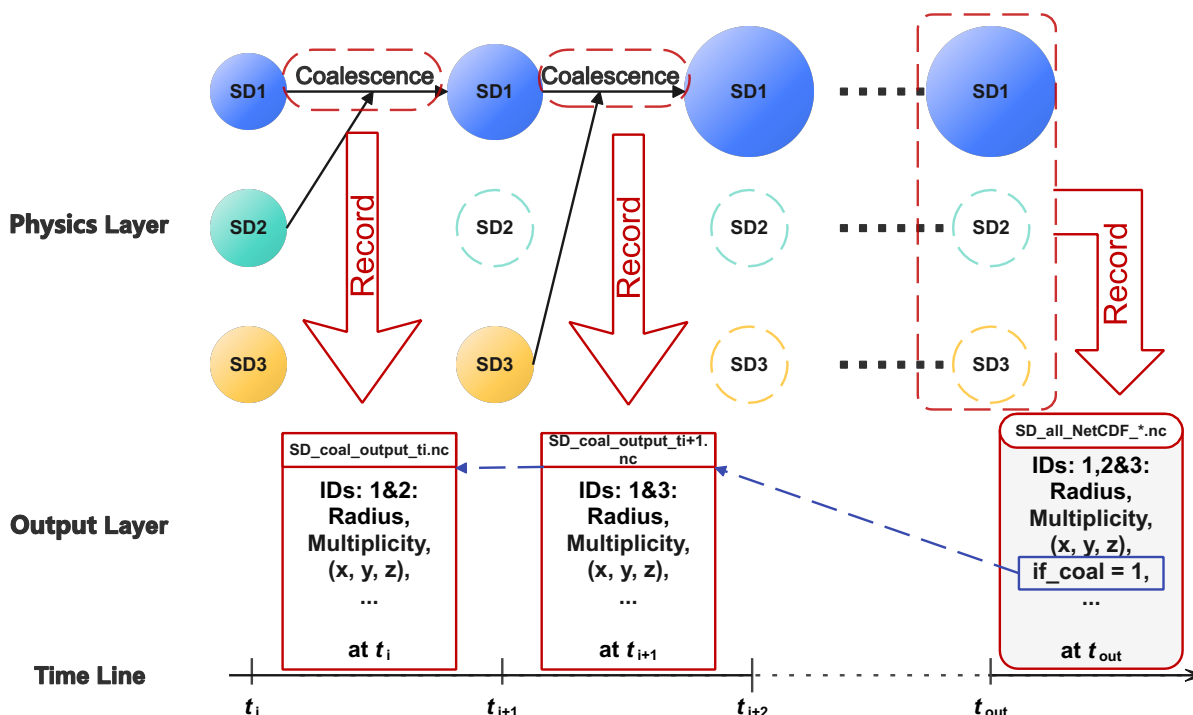 Coalescence
Coalescence
SD1
SD1
SD1
SD1
Physics Layer
SD2
SD2
SD2
SD2
Record
Record
Record
SD3
SD3
SD3
SD3
SD_coal_output_ti.nc
IDs: 1&2:
Radius,
Multiplicity,
(x, y, z),
...
at ti
SD_coal_output_ti+1.
nc
IDs: 1&3:
Radius,
Multiplicity,
(x, y, z),
...
at ti+1
SD_all_NetCDF_*.nc
IDs: 1,2&3:
Radius,
Multiplicity,
(x, y, z),
if_coal = 1,
...
at tout
Output Layer
Time Line
ti
ti+1
ti+2
tout